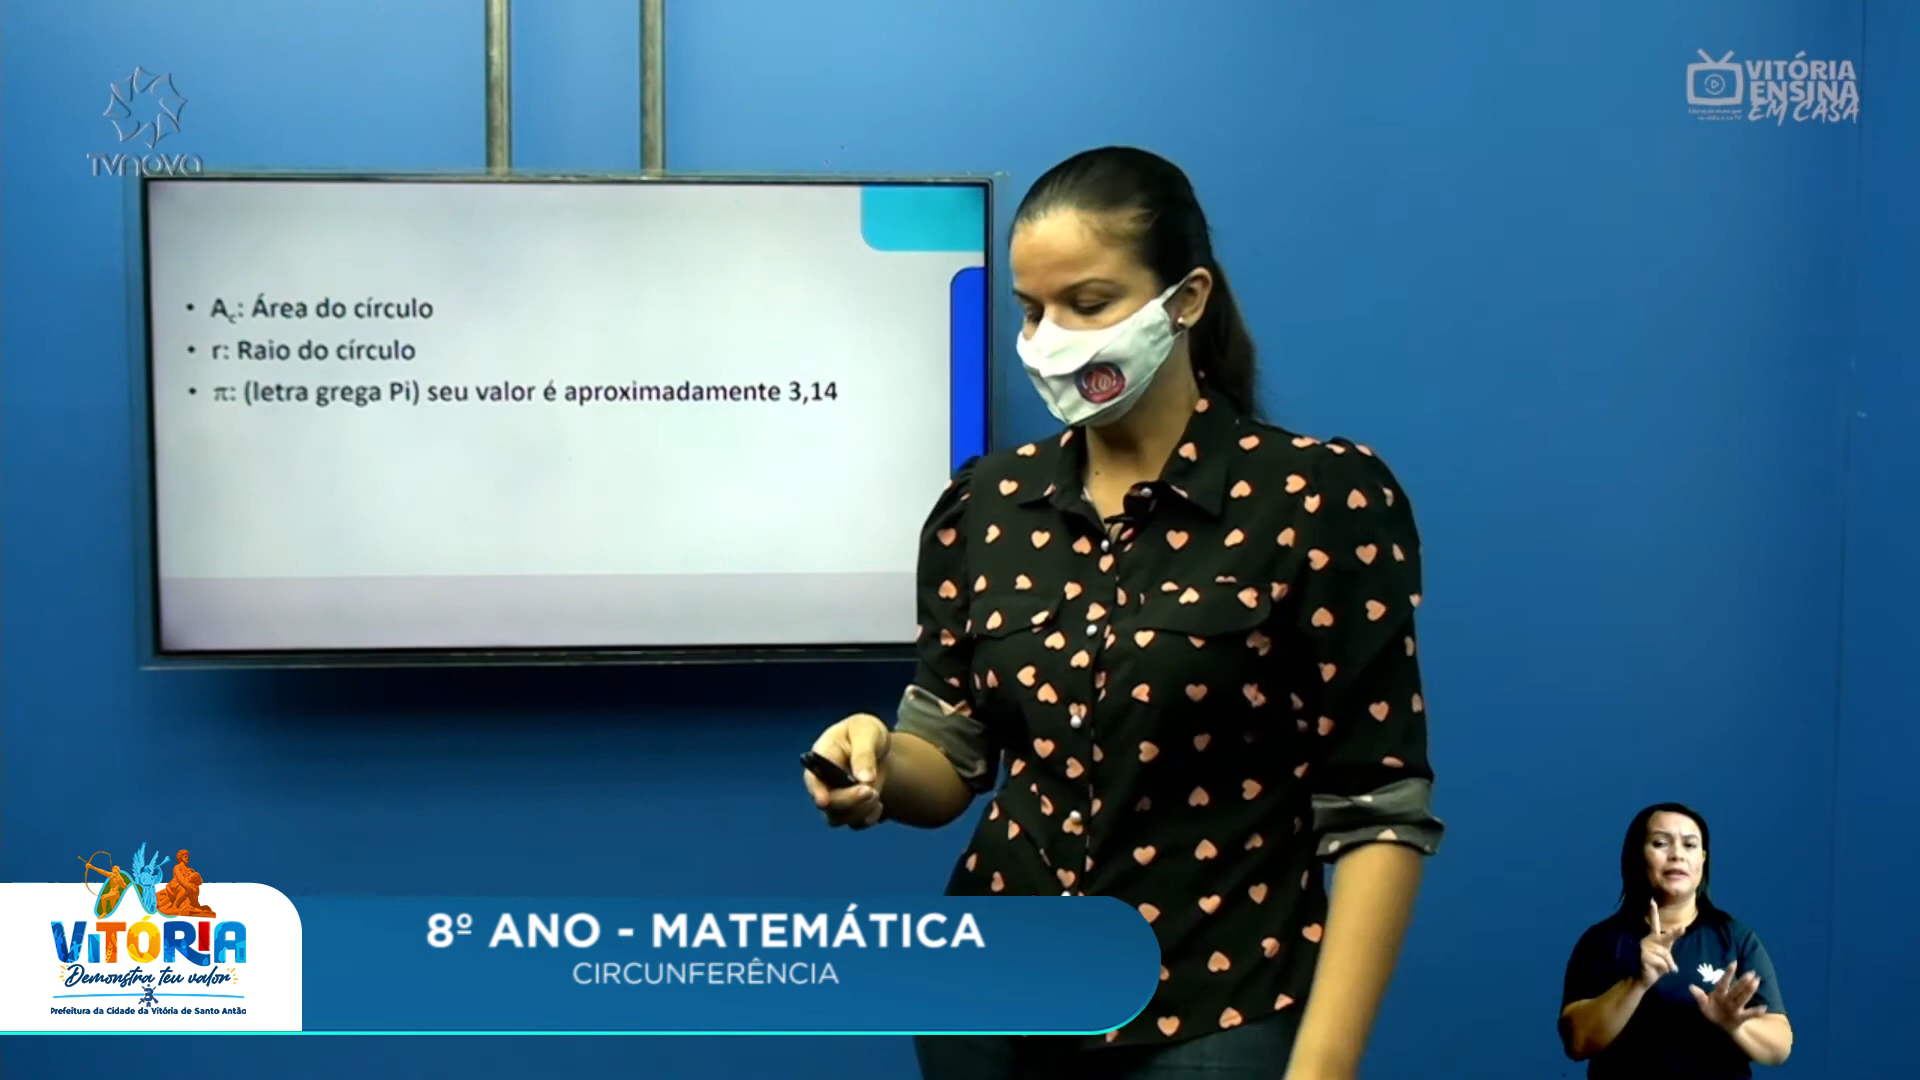 TVNOVA
VITÓRIA
ENSINA
EM CASA
• Ac: Área do círculo
• r: Raio do círculo
• π: (letra grega Pi) seu valor é aproximadamente 3,14
VITÓRIA
Demonstra teu valor
Prefeitura da Cidade da Vitória de Santo Antão
8º ANO - MATEMÁTICA
CIRCUNFERÊNCIA